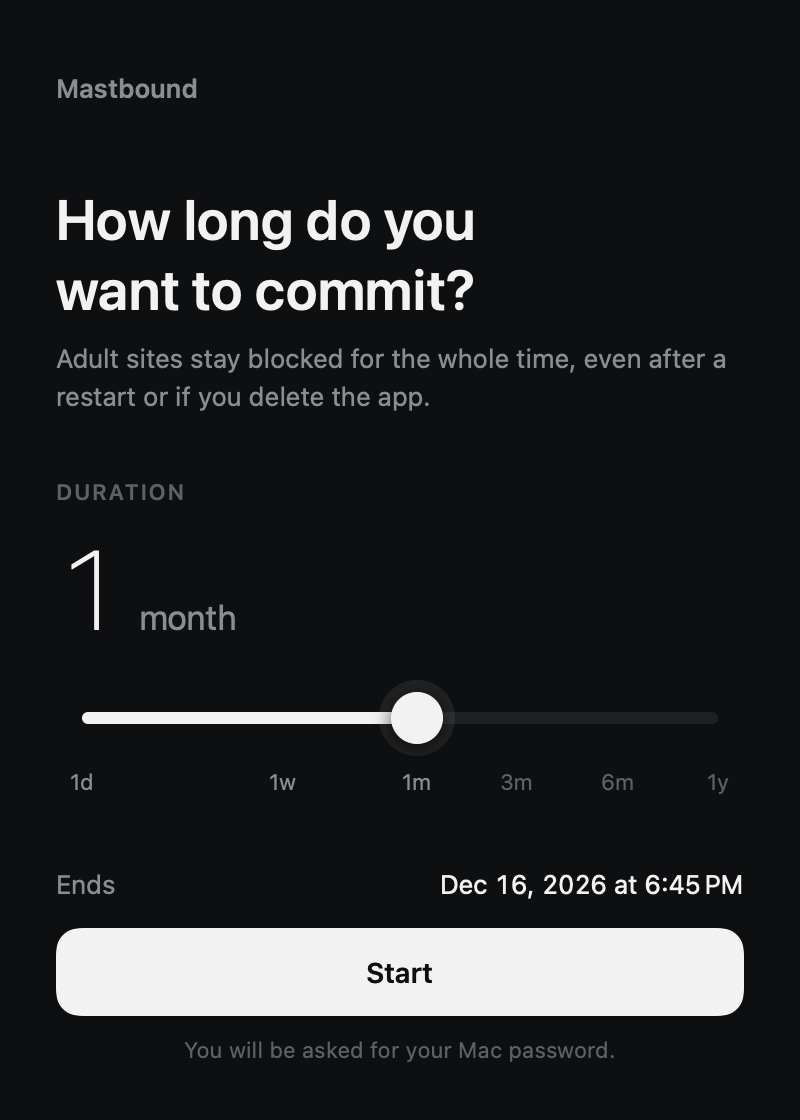 Mastbound
How long do you
want to commit?
Adult sites stay blocked for the whole time, even after a
restart or if you delete the app.
DURATION
1 month
1d 1w 1m 3m 6m 1y
Ends Dec 16, 2026 at 6:45 PM
Start
You will be asked for your Mac password.